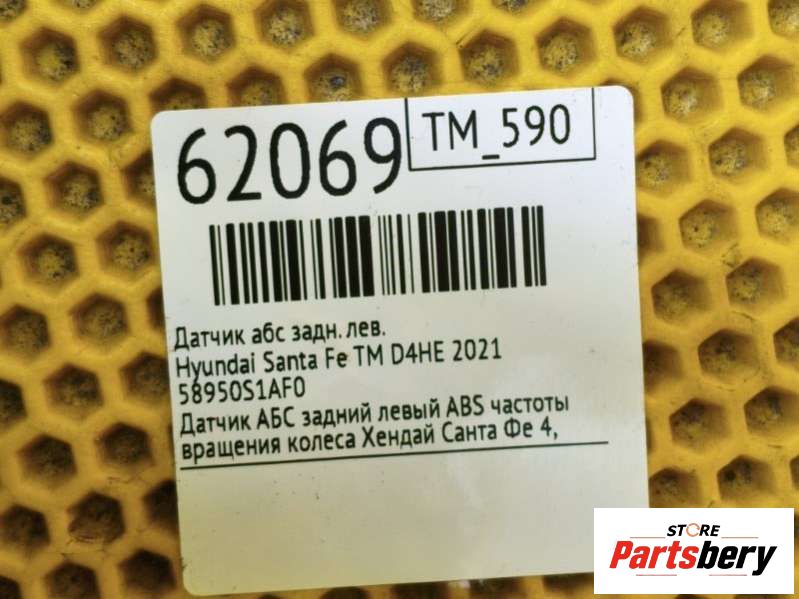 62069
TM_590
Датчик абс задн. лев.
Hyundai Santa Fe TM D4HE 2021
58950S1AF0
Датчик АБС задний левый ABS частоты
вращения колеса Хендай Санта Фе 4,
STORE
Partsbery